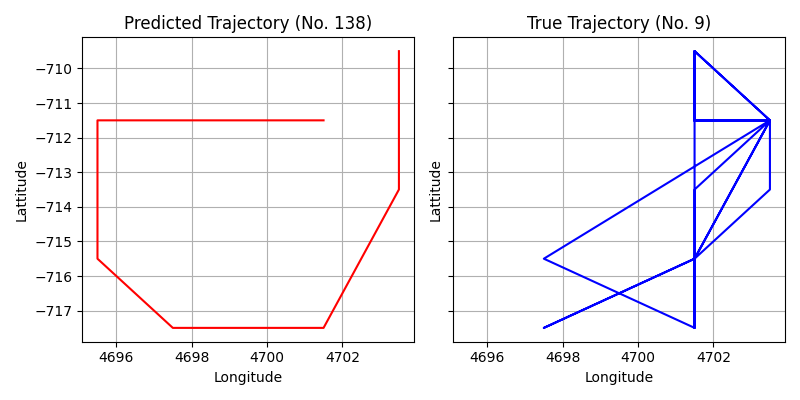 Predicted Trajectory (No. 138)
−710
−711
−712
−713
−714
−715
−716
−717
Lattitude
4696 4698 4700 4702
Longitude
True Trajectory (No. 9)
Lattitude
4696 4698 4700 4702
Longitude